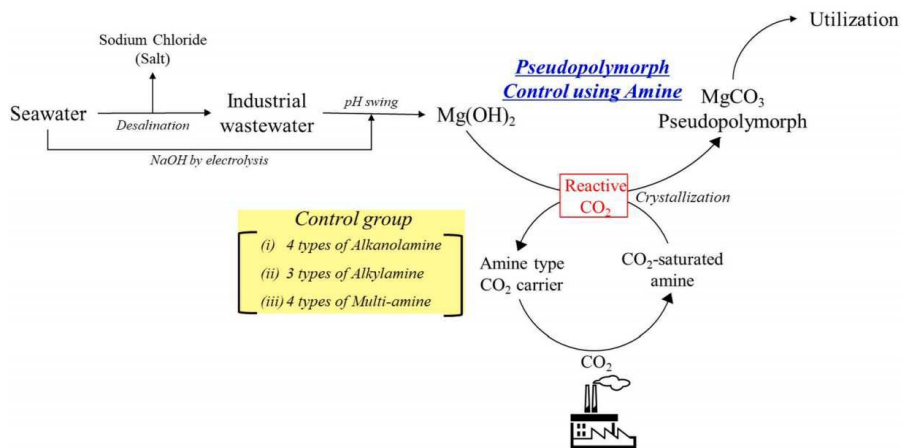 Sodium Chloride
(Salt)
Seawater
Desalination
Industrial
wastewater
pH swing
NaOH by electrolysis
Mg(OH)₂
Pseudopolymorph
Control using Amine
Utilization
MgCO₃
Pseudopolymorph
Reactive
CO₂
Crystallization
Control group
(i) 4 types of Alkanolamine
(ii) 3 types of Alkylamine
(iii) 4 types of Multi-amine
Amine type
CO₂ carrier
CO₂-saturated
amine
CO₂